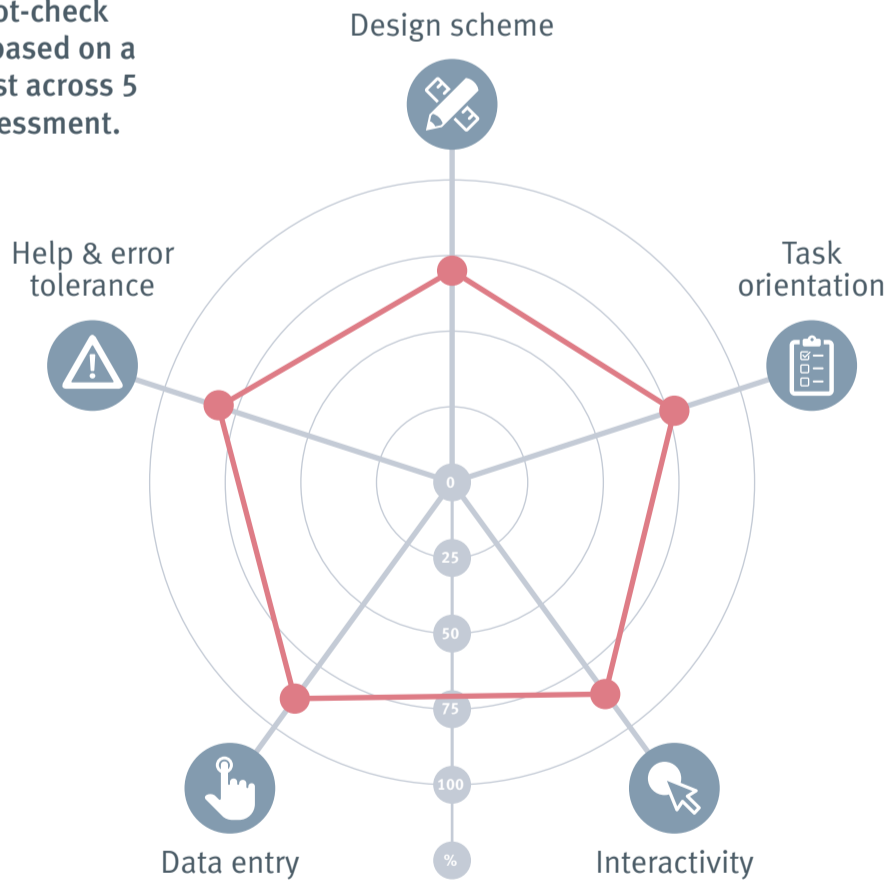 ot-check
based on a
st across 5
essment.
Design scheme
Help & error
tolerance
Task
orientation
0
25
50
75
100
%
Data entry
Interactivity